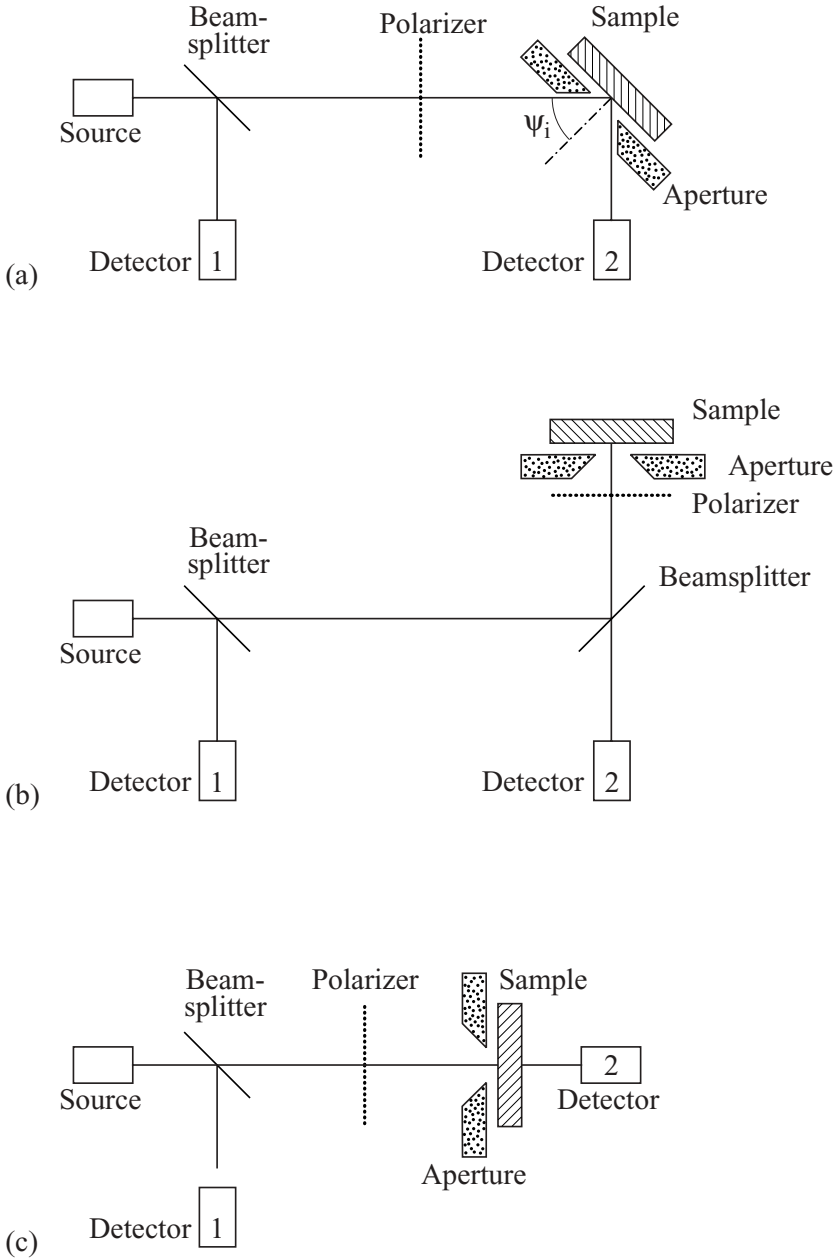 Beam-
splitter
Polarizer
Sample
Source
ψi
Aperture
Detector 1
Detector 2
(a)
Sample
Aperture
Polarizer
Beam-
splitter
Beamsplitter
Source
Detector 1
Detector 2
(b)
Beam-
splitter
Polarizer
Sample
2
Source
Detector
Aperture
Detector 1
(c)